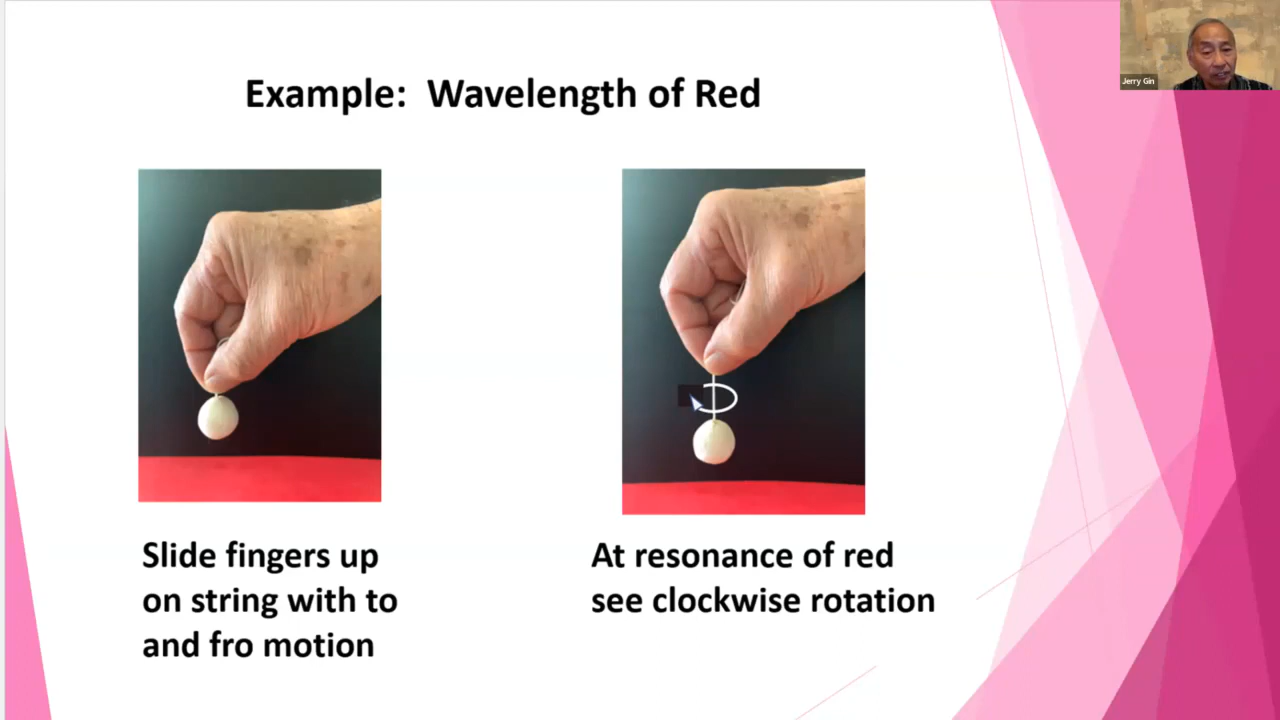 Example: Wavelength of Red
Jerry Gin
Slide fingers up
on string with to
and fro motion
At resonance of red
see clockwise rotation